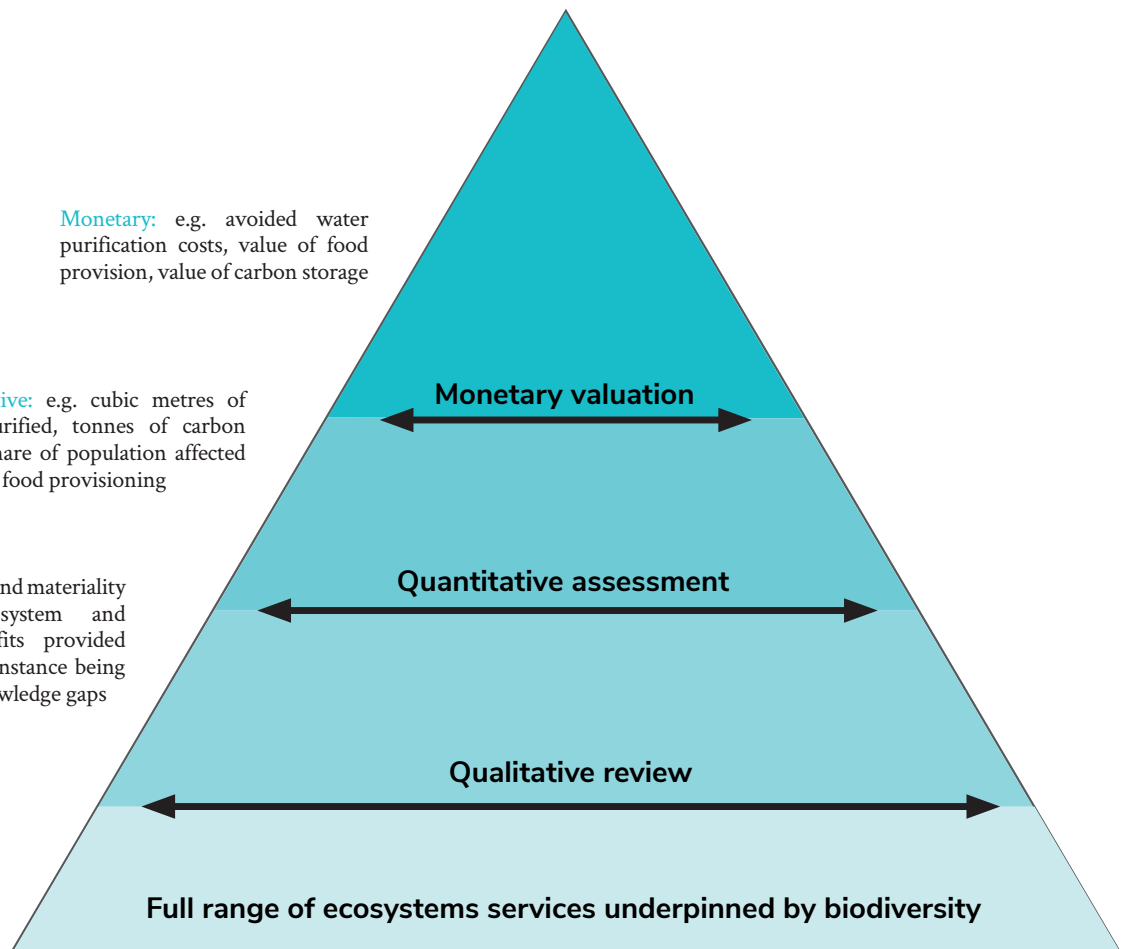 Monetary: e.g. avoided water
purification costs, value of food
provision, value of carbon storage
Monetary valuation
ive: e.g. cubic metres of
urified, tonnes of carbon
hare of population affected
food provisioning
Quantitative assessment
nd materiality
system and
fits provided
nstance being
wledge gaps
Qualitative review
Full range of ecosystems services underpinned by biodiversity